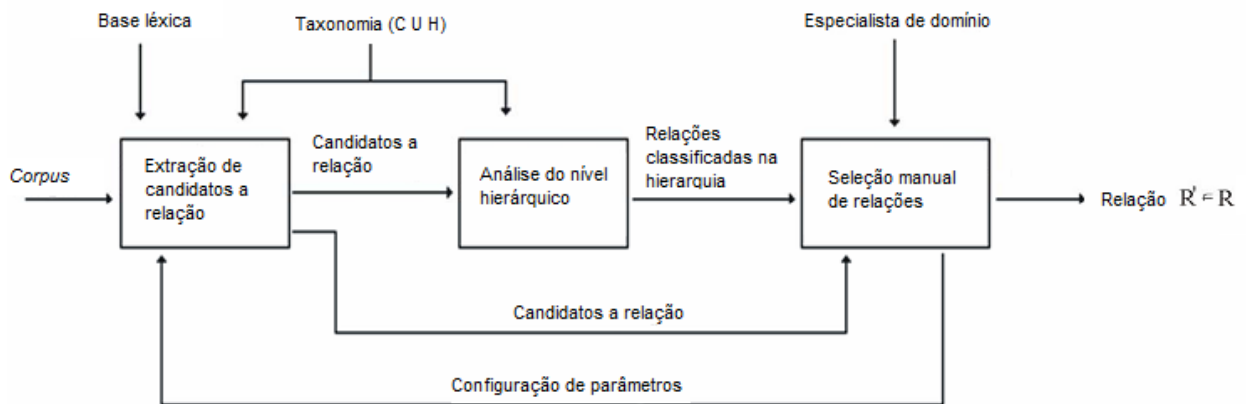 Base léxica
Taxonomia (C U H)
Especialista de domínio
Corpus
Extração de
candidatos a
relação
Candidatos a
relação
Análise do nível
hierárquico
Relações
classificadas na
hierarquia
Seleção manual
de relações
Relação R' ⊂ R
Candidatos a relação
Configuração de parâmetros